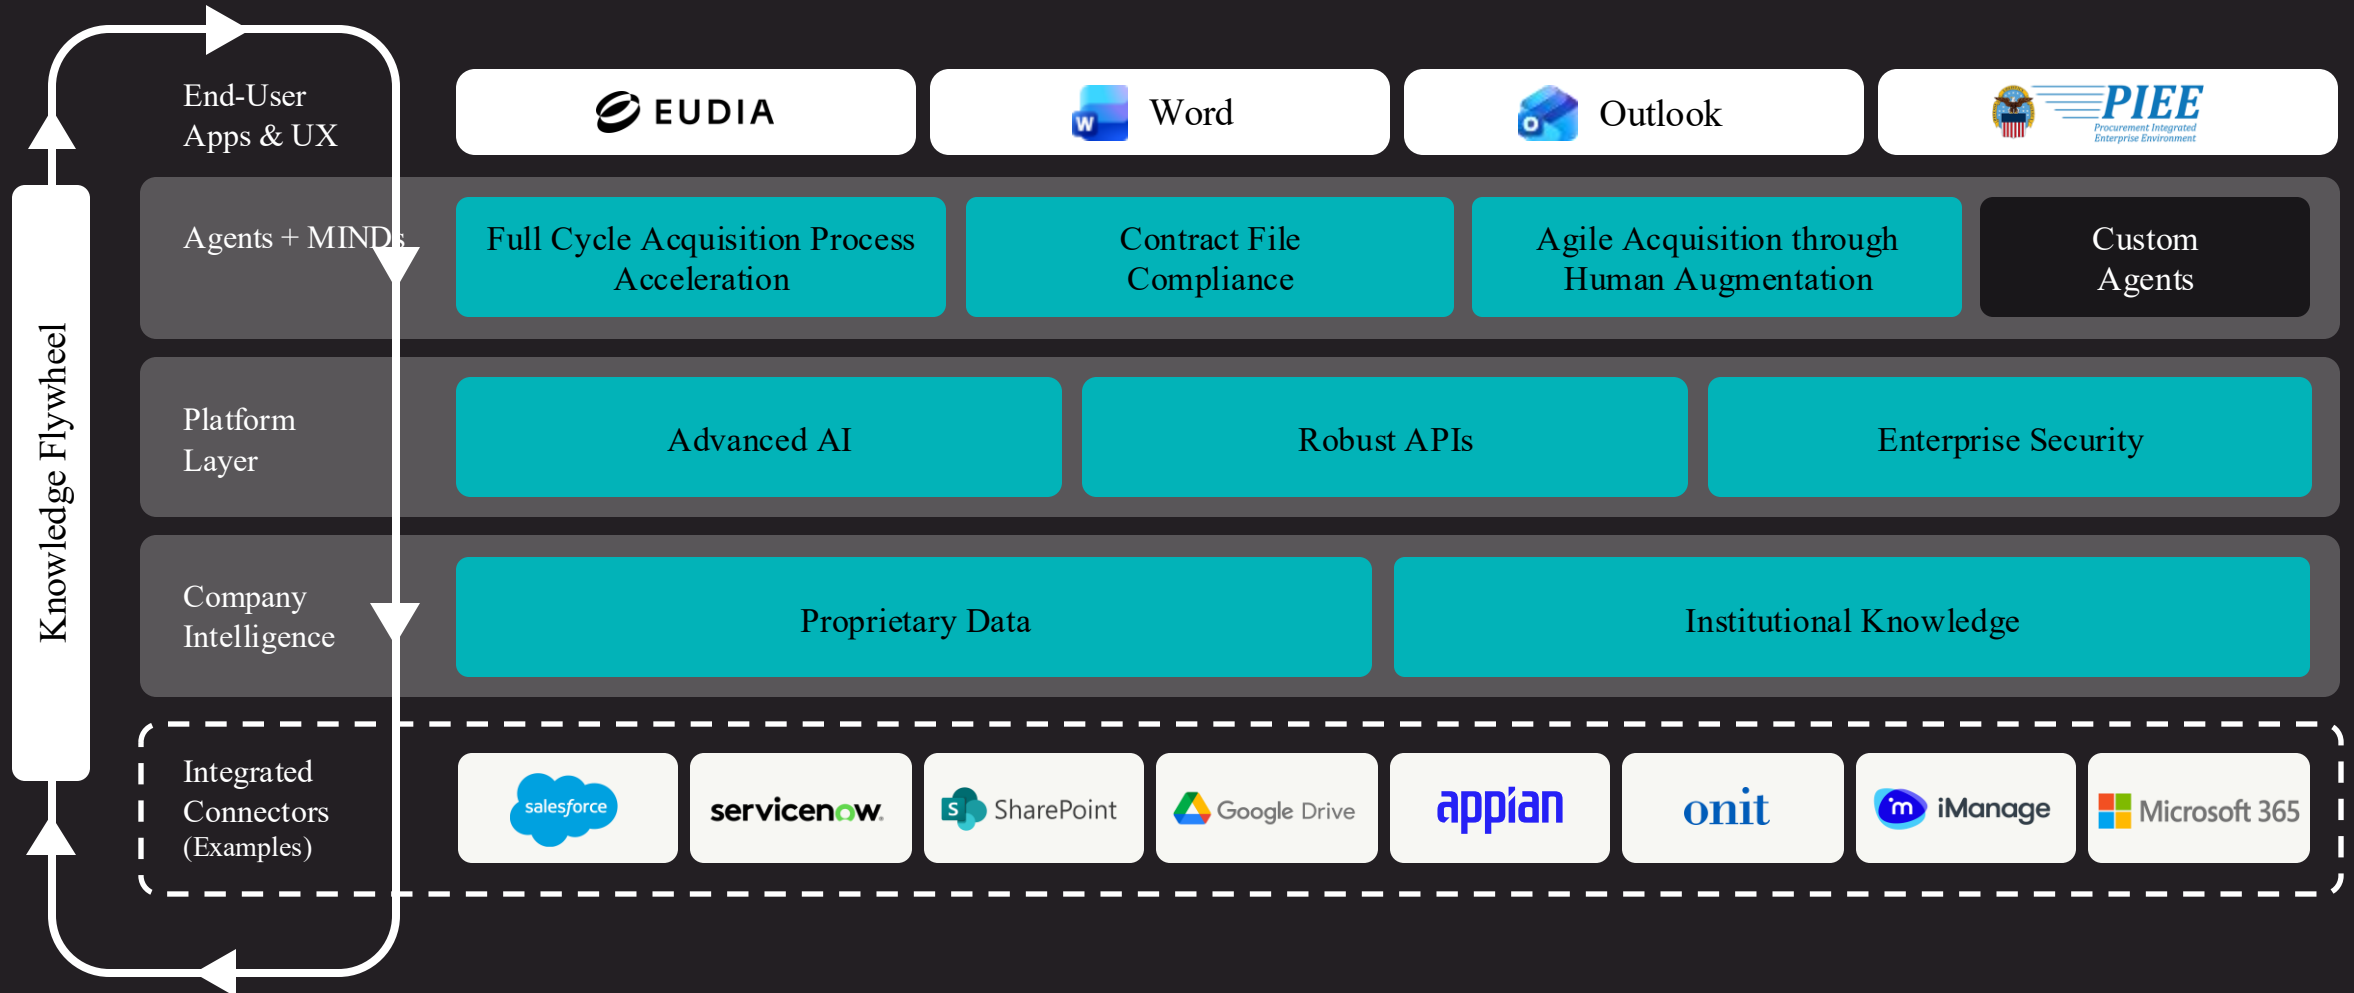 End-User
Apps & UX
EUDIA
W
Word
O
Outlook
PIEE
Procurement Integrated
Enterprise Environment
Agents + MINDs
Full Cycle Acquisition Process
Acceleration
Contract File
Compliance
Agile Acquisition through
Human Augmentation
Custom
Agents
Knowledge Flywheel
Platform
Layer
Advanced AI
Robust APIs
Enterprise Security
Company
Intelligence
Proprietary Data
Institutional Knowledge
Integrated
Connectors
(Examples)
salesforce
servicenow.
S
SharePoint
Google Drive
appian
onit
m
iManage
Microsoft 365